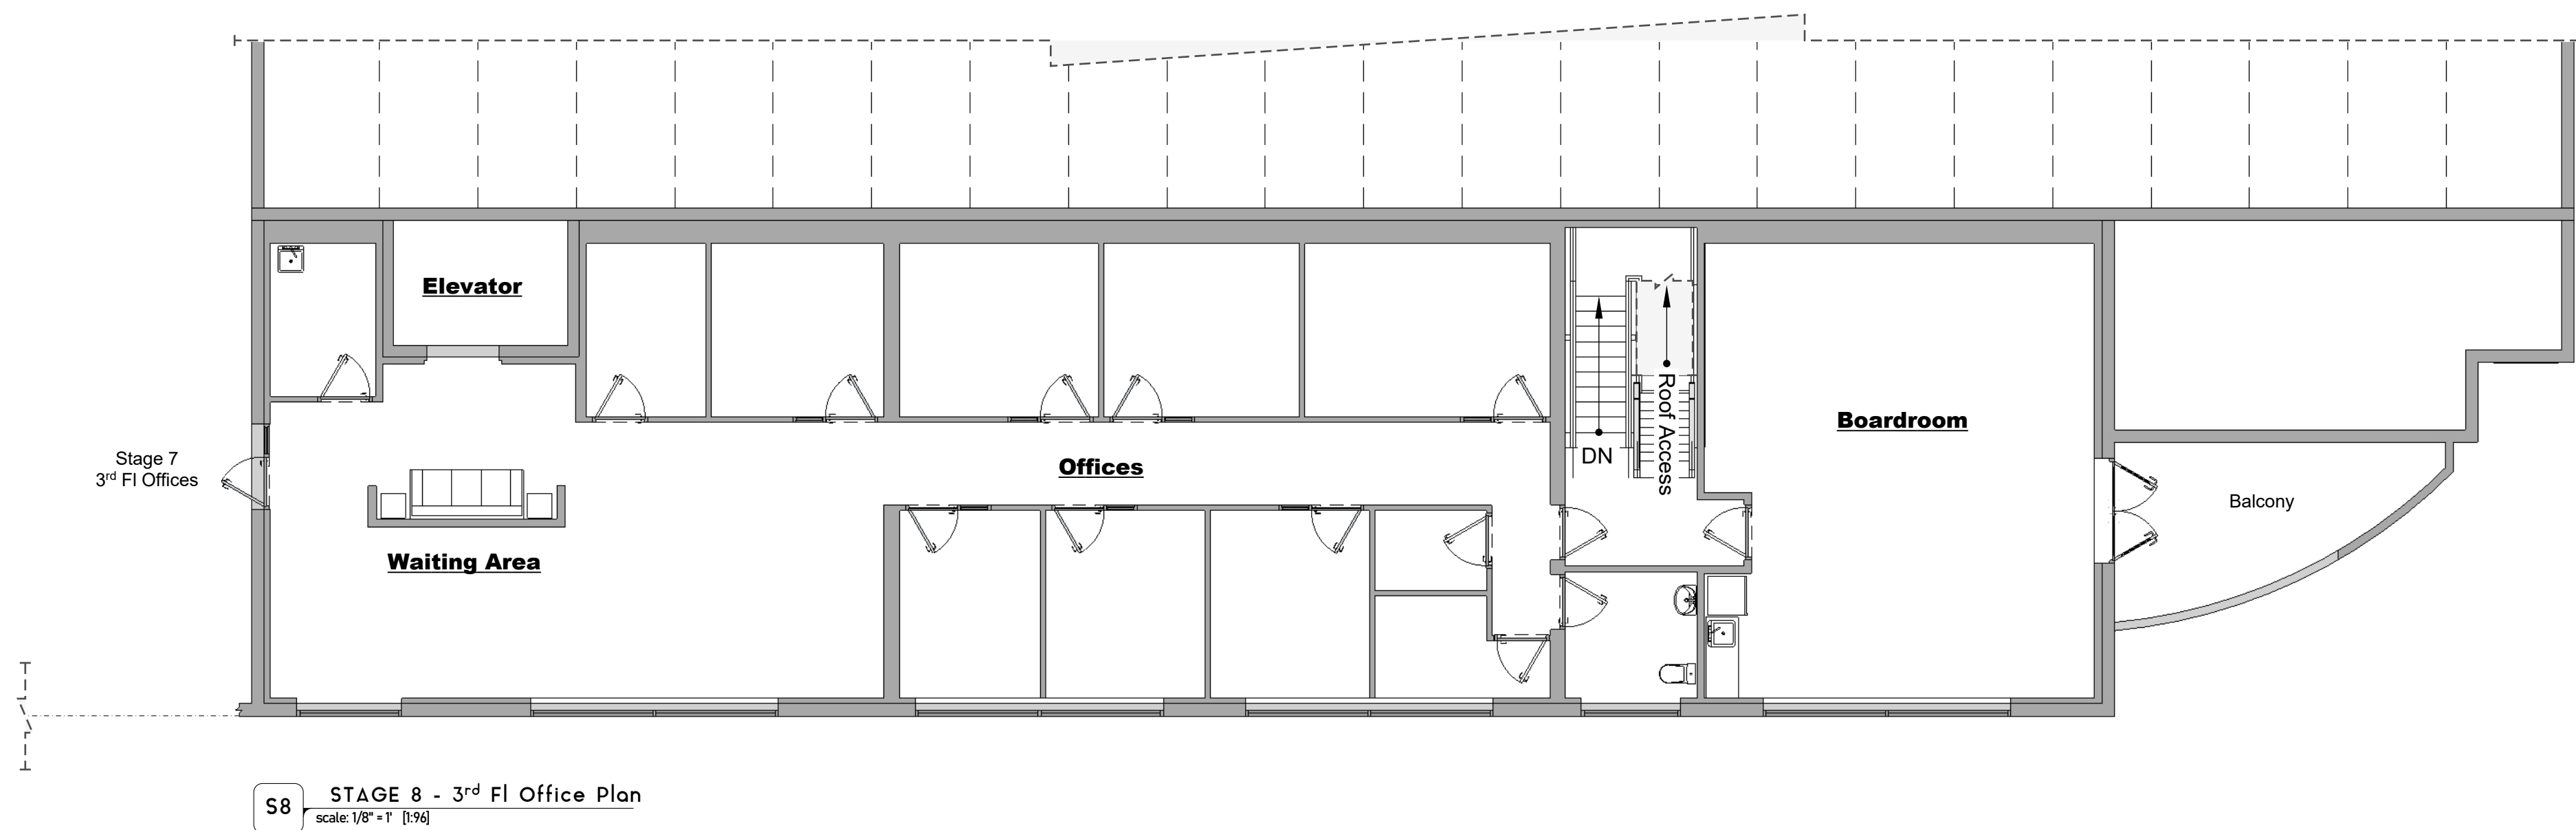 Elevator
Stage 7
3rd Fl Offices
Offices
DN
Roof Access
Boardroom
Balcony
Waiting Area
S8
STAGE 8 - 3rd Fl Office Plan
scale: 1/8" = 1' [1:96]